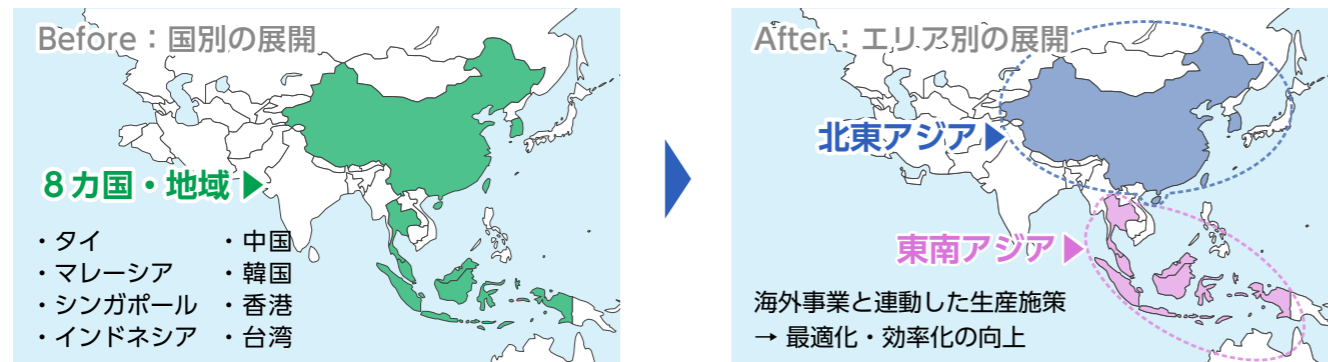 Before：国別の展開
8カ国・地域 ▶
・タイ ・中国
・マレーシア ・韓国
・シンガポール ・香港
・インドネシア ・台湾
After：エリア別の展開
北東アジア ▶
東南アジア ▶
海外事業と連動した生産施策
→ 最適化・効率化の向上